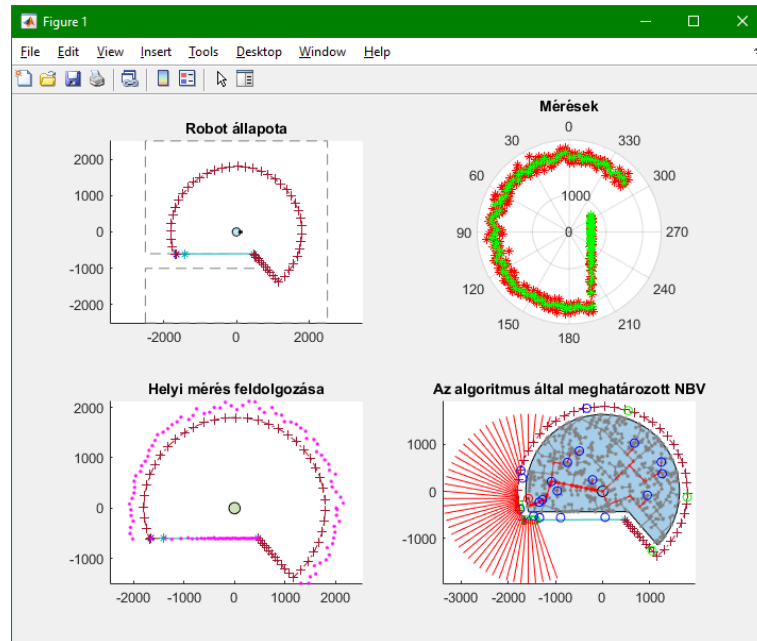 Figure 1
File Edit View Insert Tools Desktop Window Help
Robot állapota
2000
1000
0
-1000
-2000
-2000 0 2000
Mérések
0
30 330
60 300
1000
90 0 270
120 240
150 210
180
Helyi mérés feldolgozása
2000
1000
0
-1000
-2000 -1000 0 1000 2000
Az algoritmus által meghatározott NBV
1000
0
-1000
-3000 -2000 -1000 0 1000